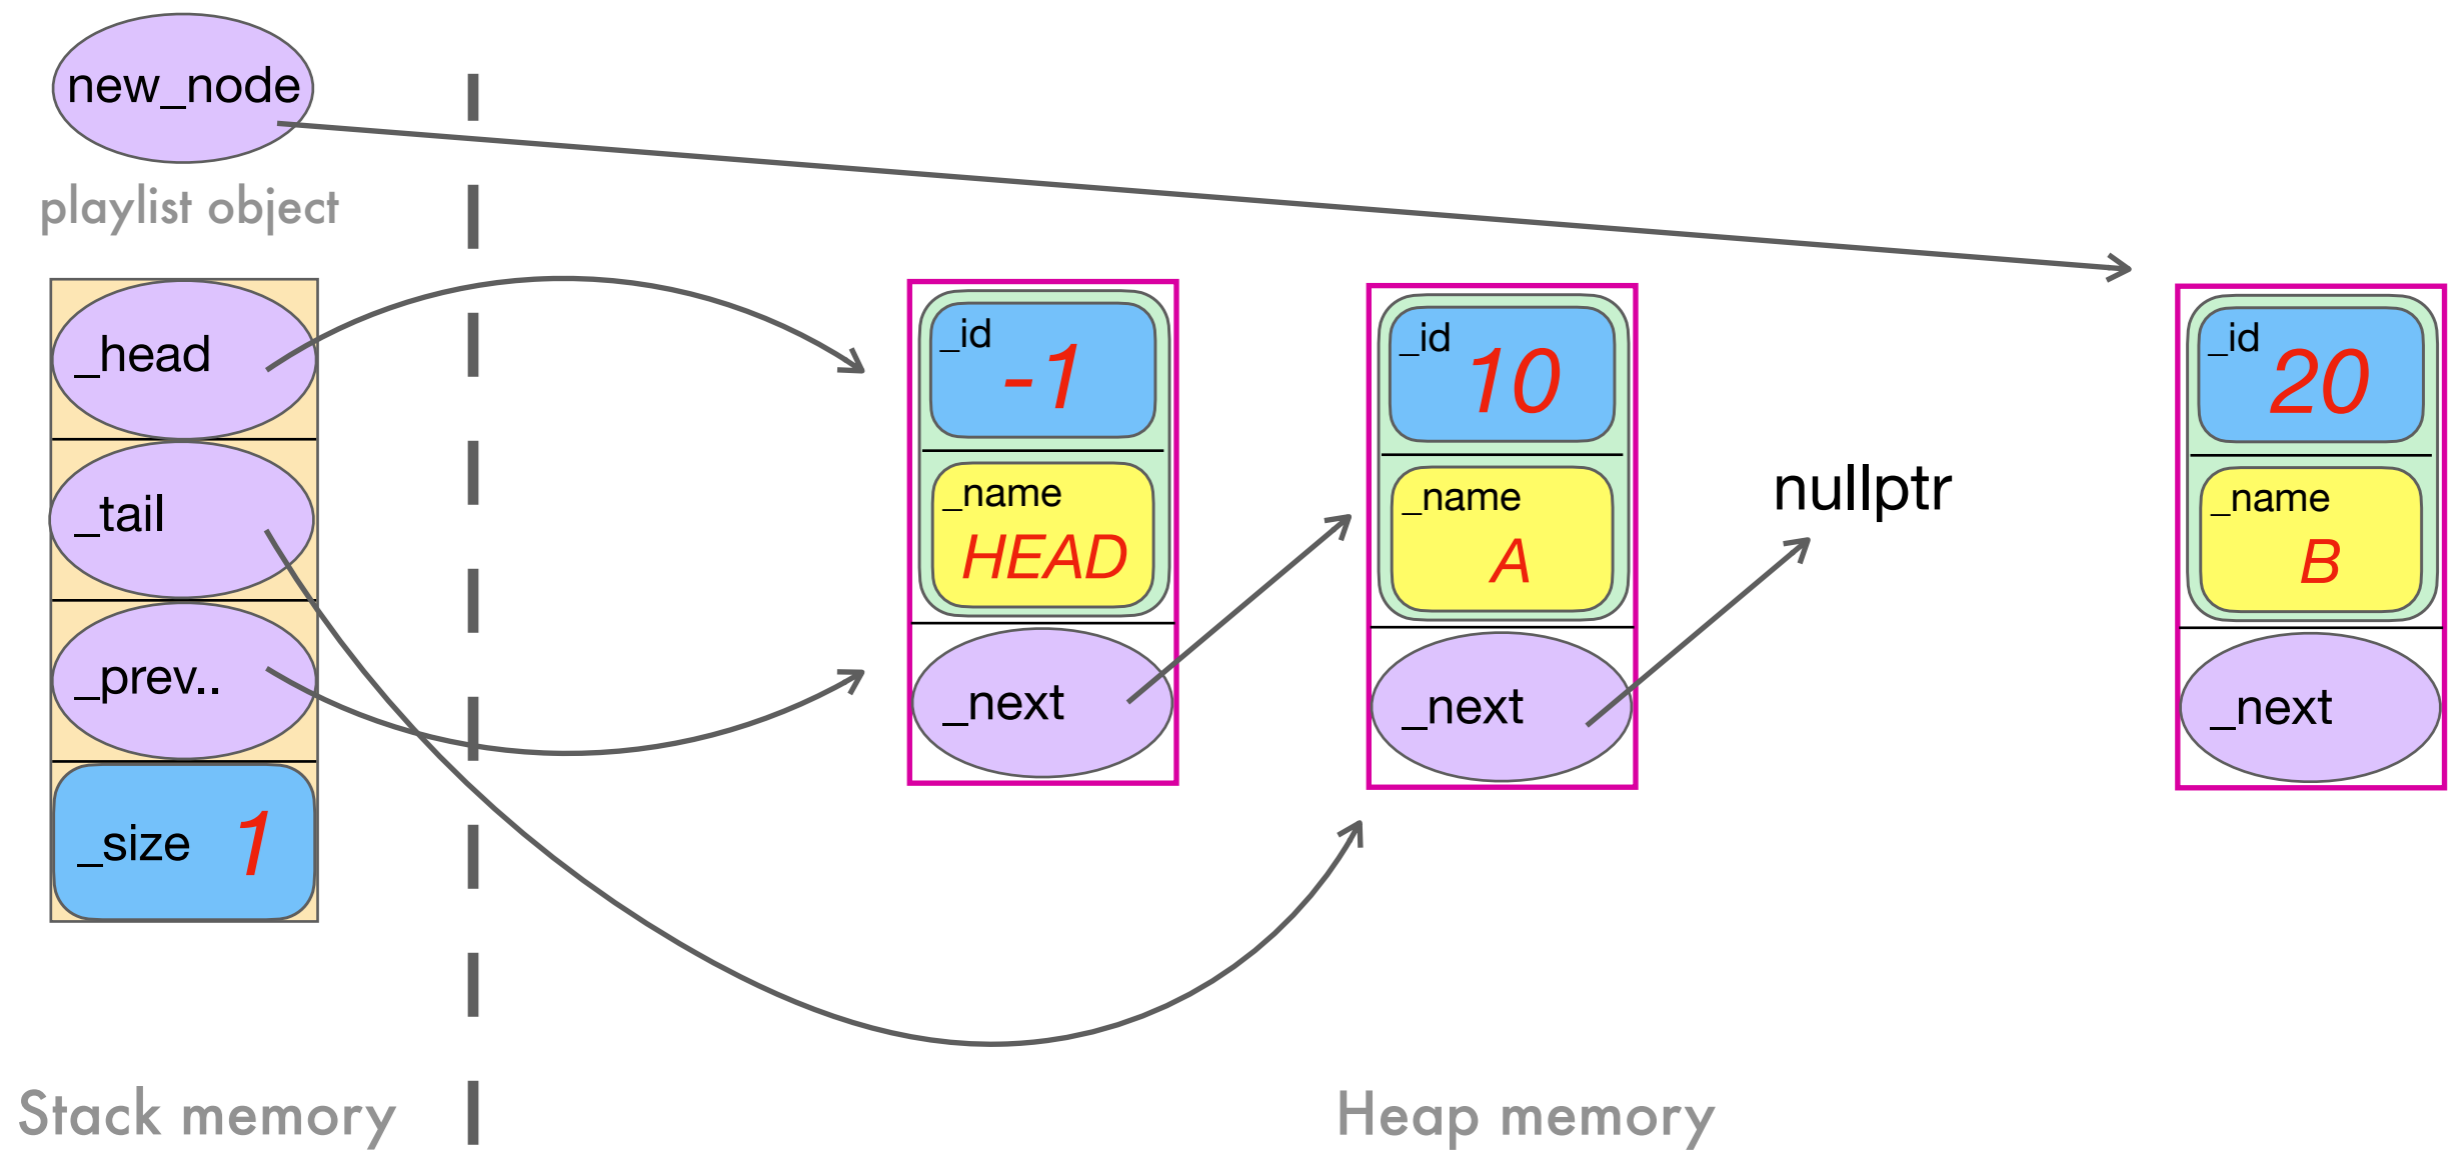 new_node
playlist object
_head
_tail
_prev..
_size 1
_id -1
_name
HEAD
_next
_id 10
_name
A
_next
nullptr
_id 20
_name
B
_next
Stack memory
Heap memory